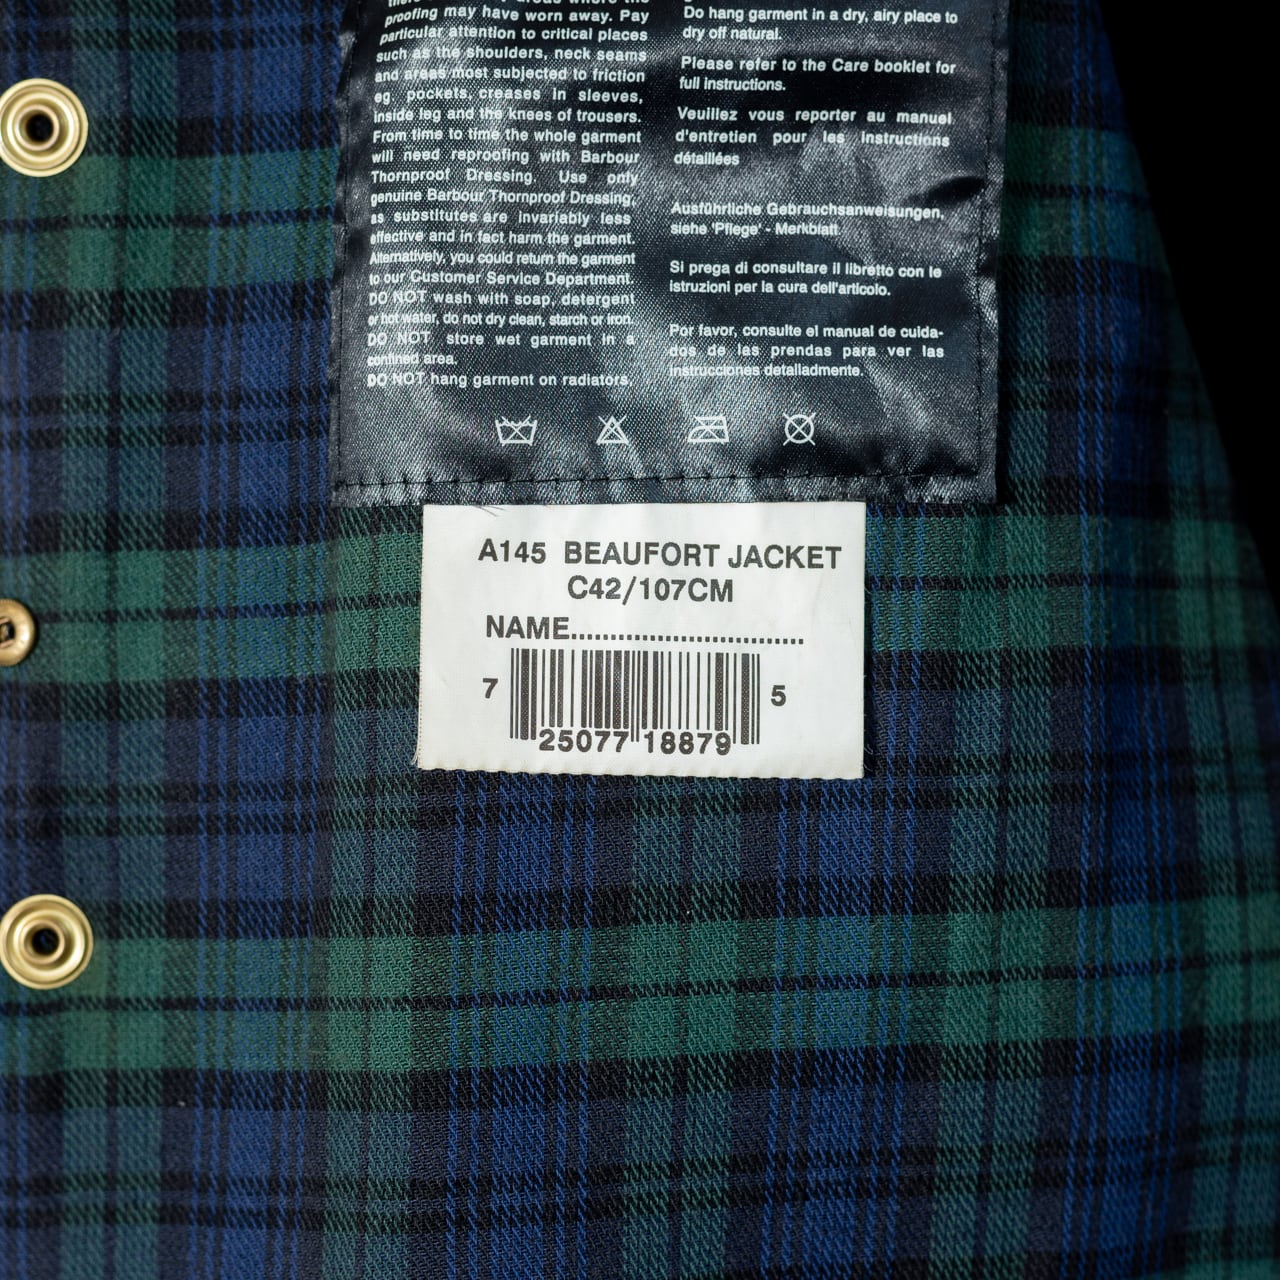 proofing may have worn away. Pay
particular attention to critical places
such as the shoulders, neck seams
and areas most subjected to friction
eg. pockets, creases in sleeves,
inside leg and the knees of trousers.
From time to time the whole garment
will need reproofing with Barbour
Thornproof Dressing. Use only
genuine Barbour Thornproof Dressing,
as substitutes are invariably less
effective and in fact harm the garment.
Alternatively, you could return the garment
to our Customer Service Department.
DO NOT wash with soap, detergent
or hot water, do not dry clean, starch or iron.
DO NOT store wet garment in a
confined area.
DO NOT hang garment on radiators.
Do hang garment in a dry, airy place to
dry off natural.
Please refer to the Care booklet for
full instructions.
Veuillez vous reporter au manuel
d'entretien pour les instructions
détaillées
Ausführliche Gebrauchsanweisungen,
siehe 'Pflege' - Merkblatt
Si prega di consultare il libretto con le
istruzioni per la cura dell'articolo.
Por favor, consulte el manual de cuida-
dos de las prendas para ver las
instrucciones detalladmente.
A145 BEAUFORT JACKET
C42/107CM
NAME..............................
7 25077 18879 5